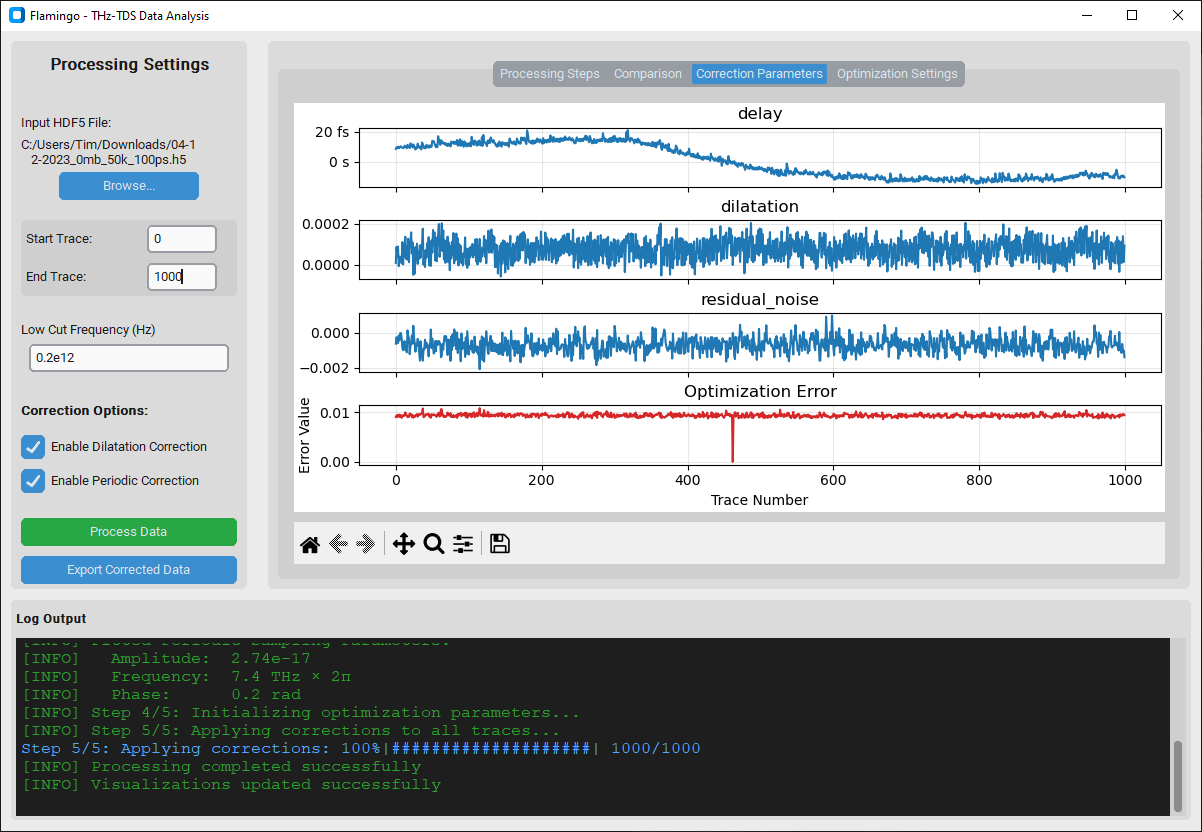 Flamingo - THz-TDS Data Analysis
Processing Settings
Input HDF5 File:
C:/Users/Tim/Downloads/04-1
2-2023_0mb_50k_100ps.h5
Browse...
Start Trace:
0
End Trace:
1000
Low Cut Frequency (Hz)
0.2e12
Correction Options:
Enable Dilatation Correction
Enable Periodic Correction
Process Data
Export Corrected Data
Processing Steps Comparison Correction Parameters Optimization Settings
delay
20 fs
0 s
dilatation
0.0002
0.0000
residual_noise
0.000
−0.002
Optimization Error
Error Value
0.01
0.00
0 200 400 600 800 1000
Trace Number
Log Output
[INFO] Amplitude: 2.74e-17
[INFO] Frequency: 7.4 THz × 2π
[INFO] Phase: 0.2 rad
[INFO] Step 4/5: Initializing optimization parameters...
[INFO] Step 5/5: Applying corrections to all traces...
Step 5/5: Applying corrections: 100%|####################| 1000/1000
[INFO] Processing completed successfully
[INFO] Visualizations updated successfully